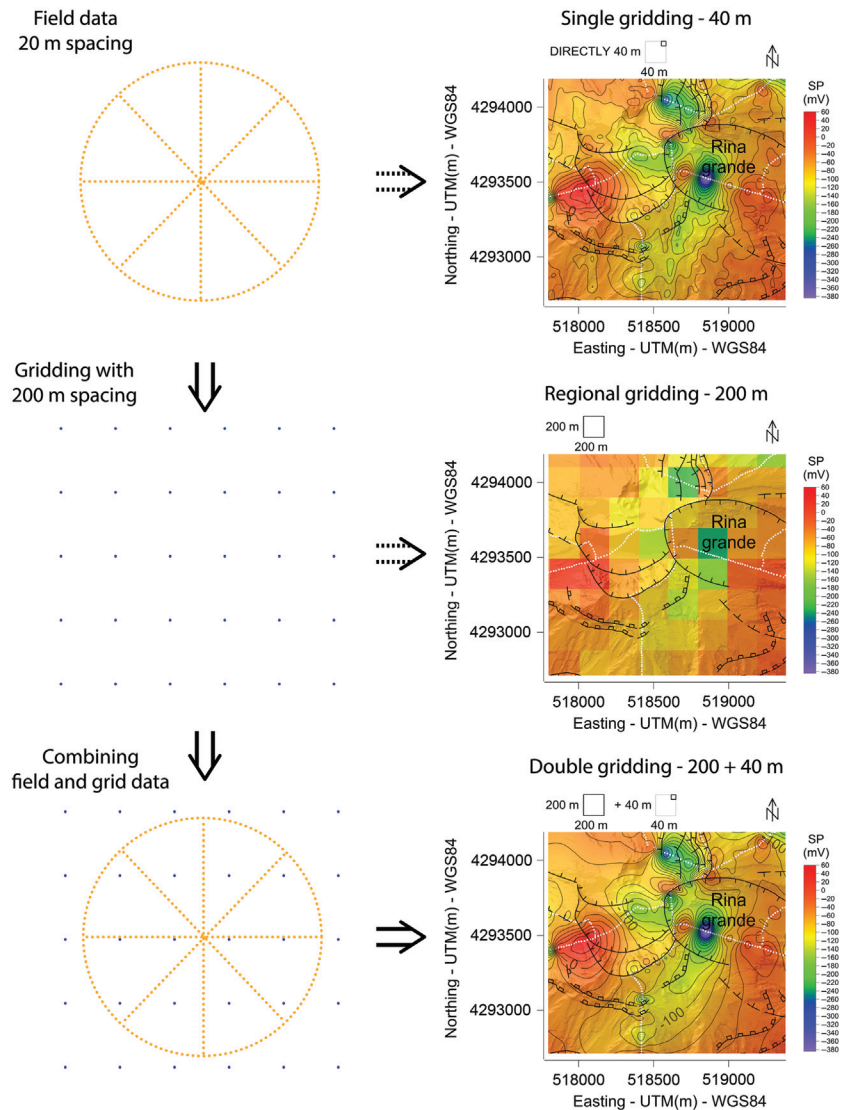 Field data
20 m spacing
Single gridding - 40 m
DIRECTLY 40 m
40 m
N
SP
(mV)
60
40
20
0
−20
−40
−60
−80
−100
−120
−140
−160
−180
−200
−220
−240
−260
−280
−300
−320
−340
−360
−380
Rina
grande
4294000
4293500
4293000
Northing - UTM(m) - WGS84
518000
518500
519000
Easting - UTM(m) - WGS84
Gridding with
200 m spacing
Regional gridding - 200 m
200 m
200 m
N
SP
(mV)
60
40
20
0
−20
−40
−60
−80
−100
−120
−140
−160
−180
−200
−220
−240
−260
−280
−300
−320
−340
−360
−380
Rina
grande
4294000
4293500
4293000
Northing - UTM(m) - WGS84
518000
518500
519000
Easting - UTM(m) - WGS84
Combining
field and grid data
Double gridding - 200 + 40 m
200 m
+ 40 m
200 m
40 m
N
SP
(mV)
60
40
20
0
−20
−40
−60
−80
−100
−120
−140
−160
−180
−200
−220
−240
−260
−280
−300
−320
−340
−360
−380
Rina
grande
-100
-100
0
4294000
4293500
4293000
Northing - UTM(m) - WGS84
518000
518500
519000
Easting - UTM(m) - WGS84